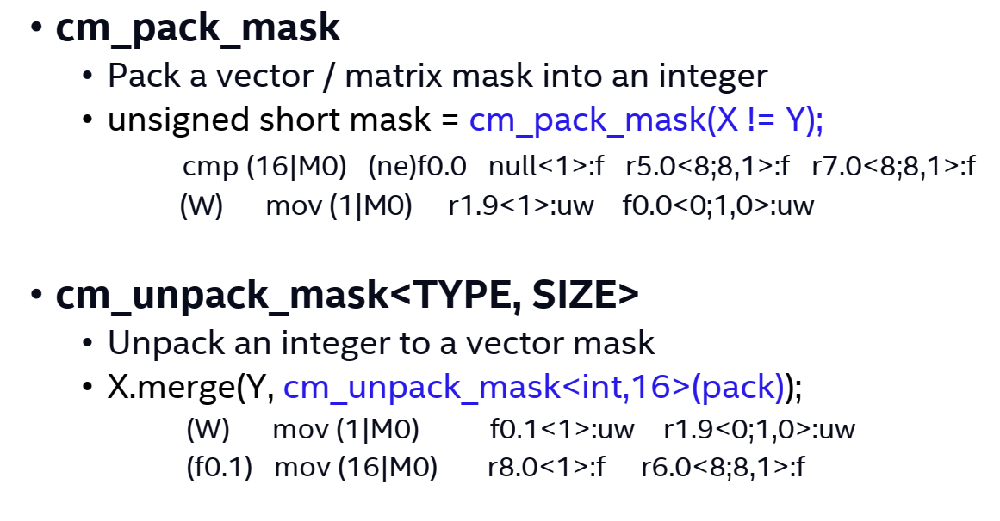 • cm_pack_mask
• Pack a vector / matrix mask into an integer
• unsigned short mask = cm_pack_mask(X != Y);
cmp (16|M0) (ne)f0.0 null<1>:f r5.0<8;8,1>:f r7.0<8;8,1>:f
(W) mov (1|M0) r1.9<1>:uw f0.0<0;1,0>:uw
• cm_unpack_mask<TYPE, SIZE>
• Unpack an integer to a vector mask
• X.merge(Y, cm_unpack_mask<int,16>(pack));
(W) mov (1|M0) f0.1<1>:uw r1.9<0;1,0>:uw
(f0.1) mov (16|M0) r8.0<1>:f r6.0<8;8,1>:f